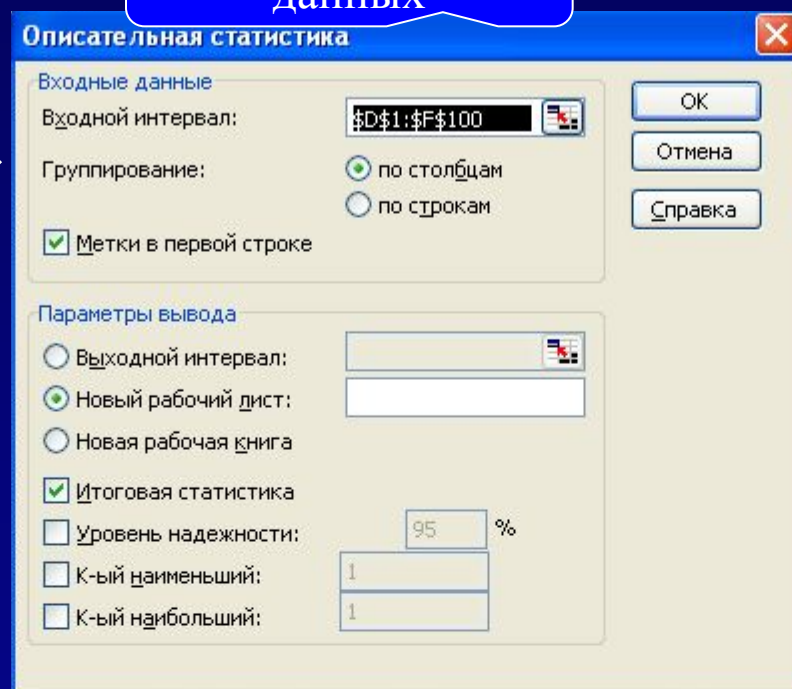 данных
Описательная статистика
Входные данные
Входной интервал:
$D$1:$F$100
Группирование:
по столбцам
по строкам
Метки в первой строке
ОК
Отмена
Справка
Параметры вывода
Выходной интервал:
Новый рабочий лист:
Новая рабочая книга
Итоговая статистика
Уровень надежности:
95 %
К-ый наименьший:
1
К-ый наибольший:
1